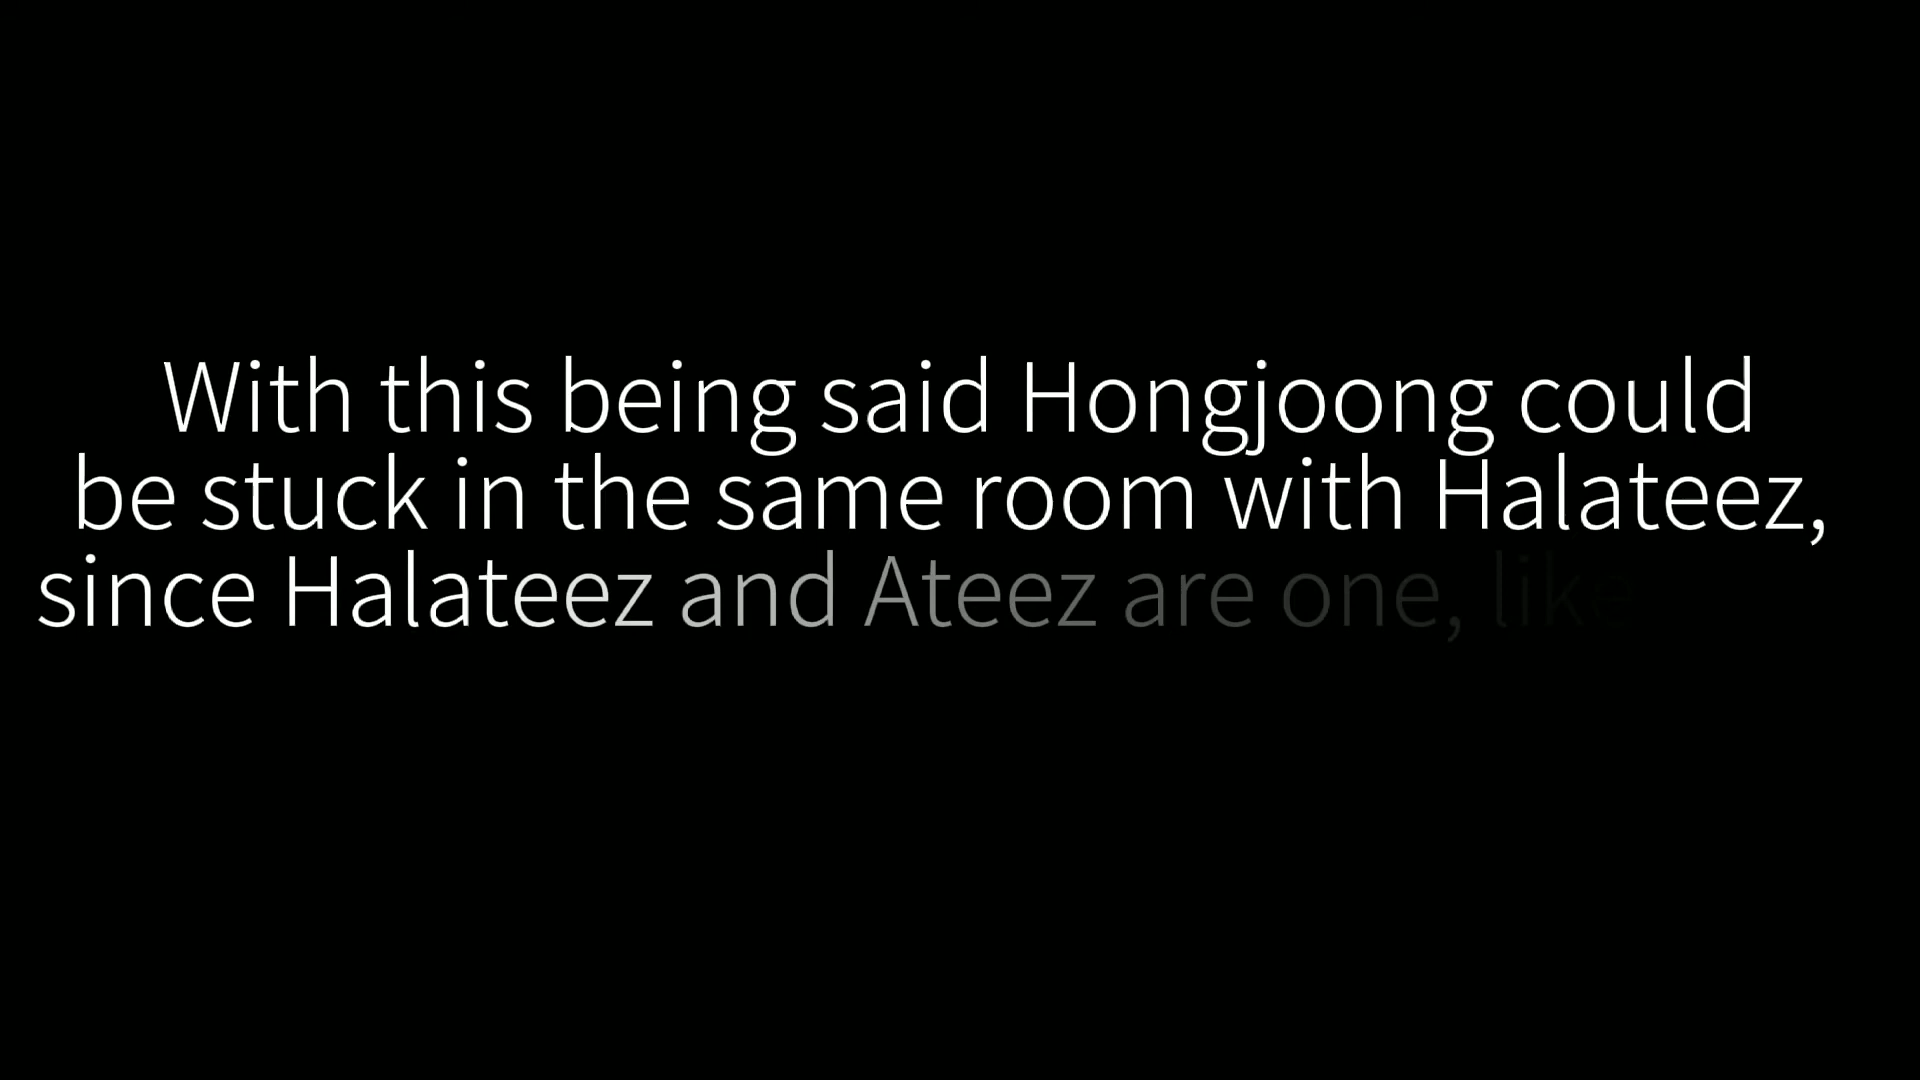 With this being said Hongjoong could
be stuck in the same room with Halateez,
since Halateez and Ateez are one, like